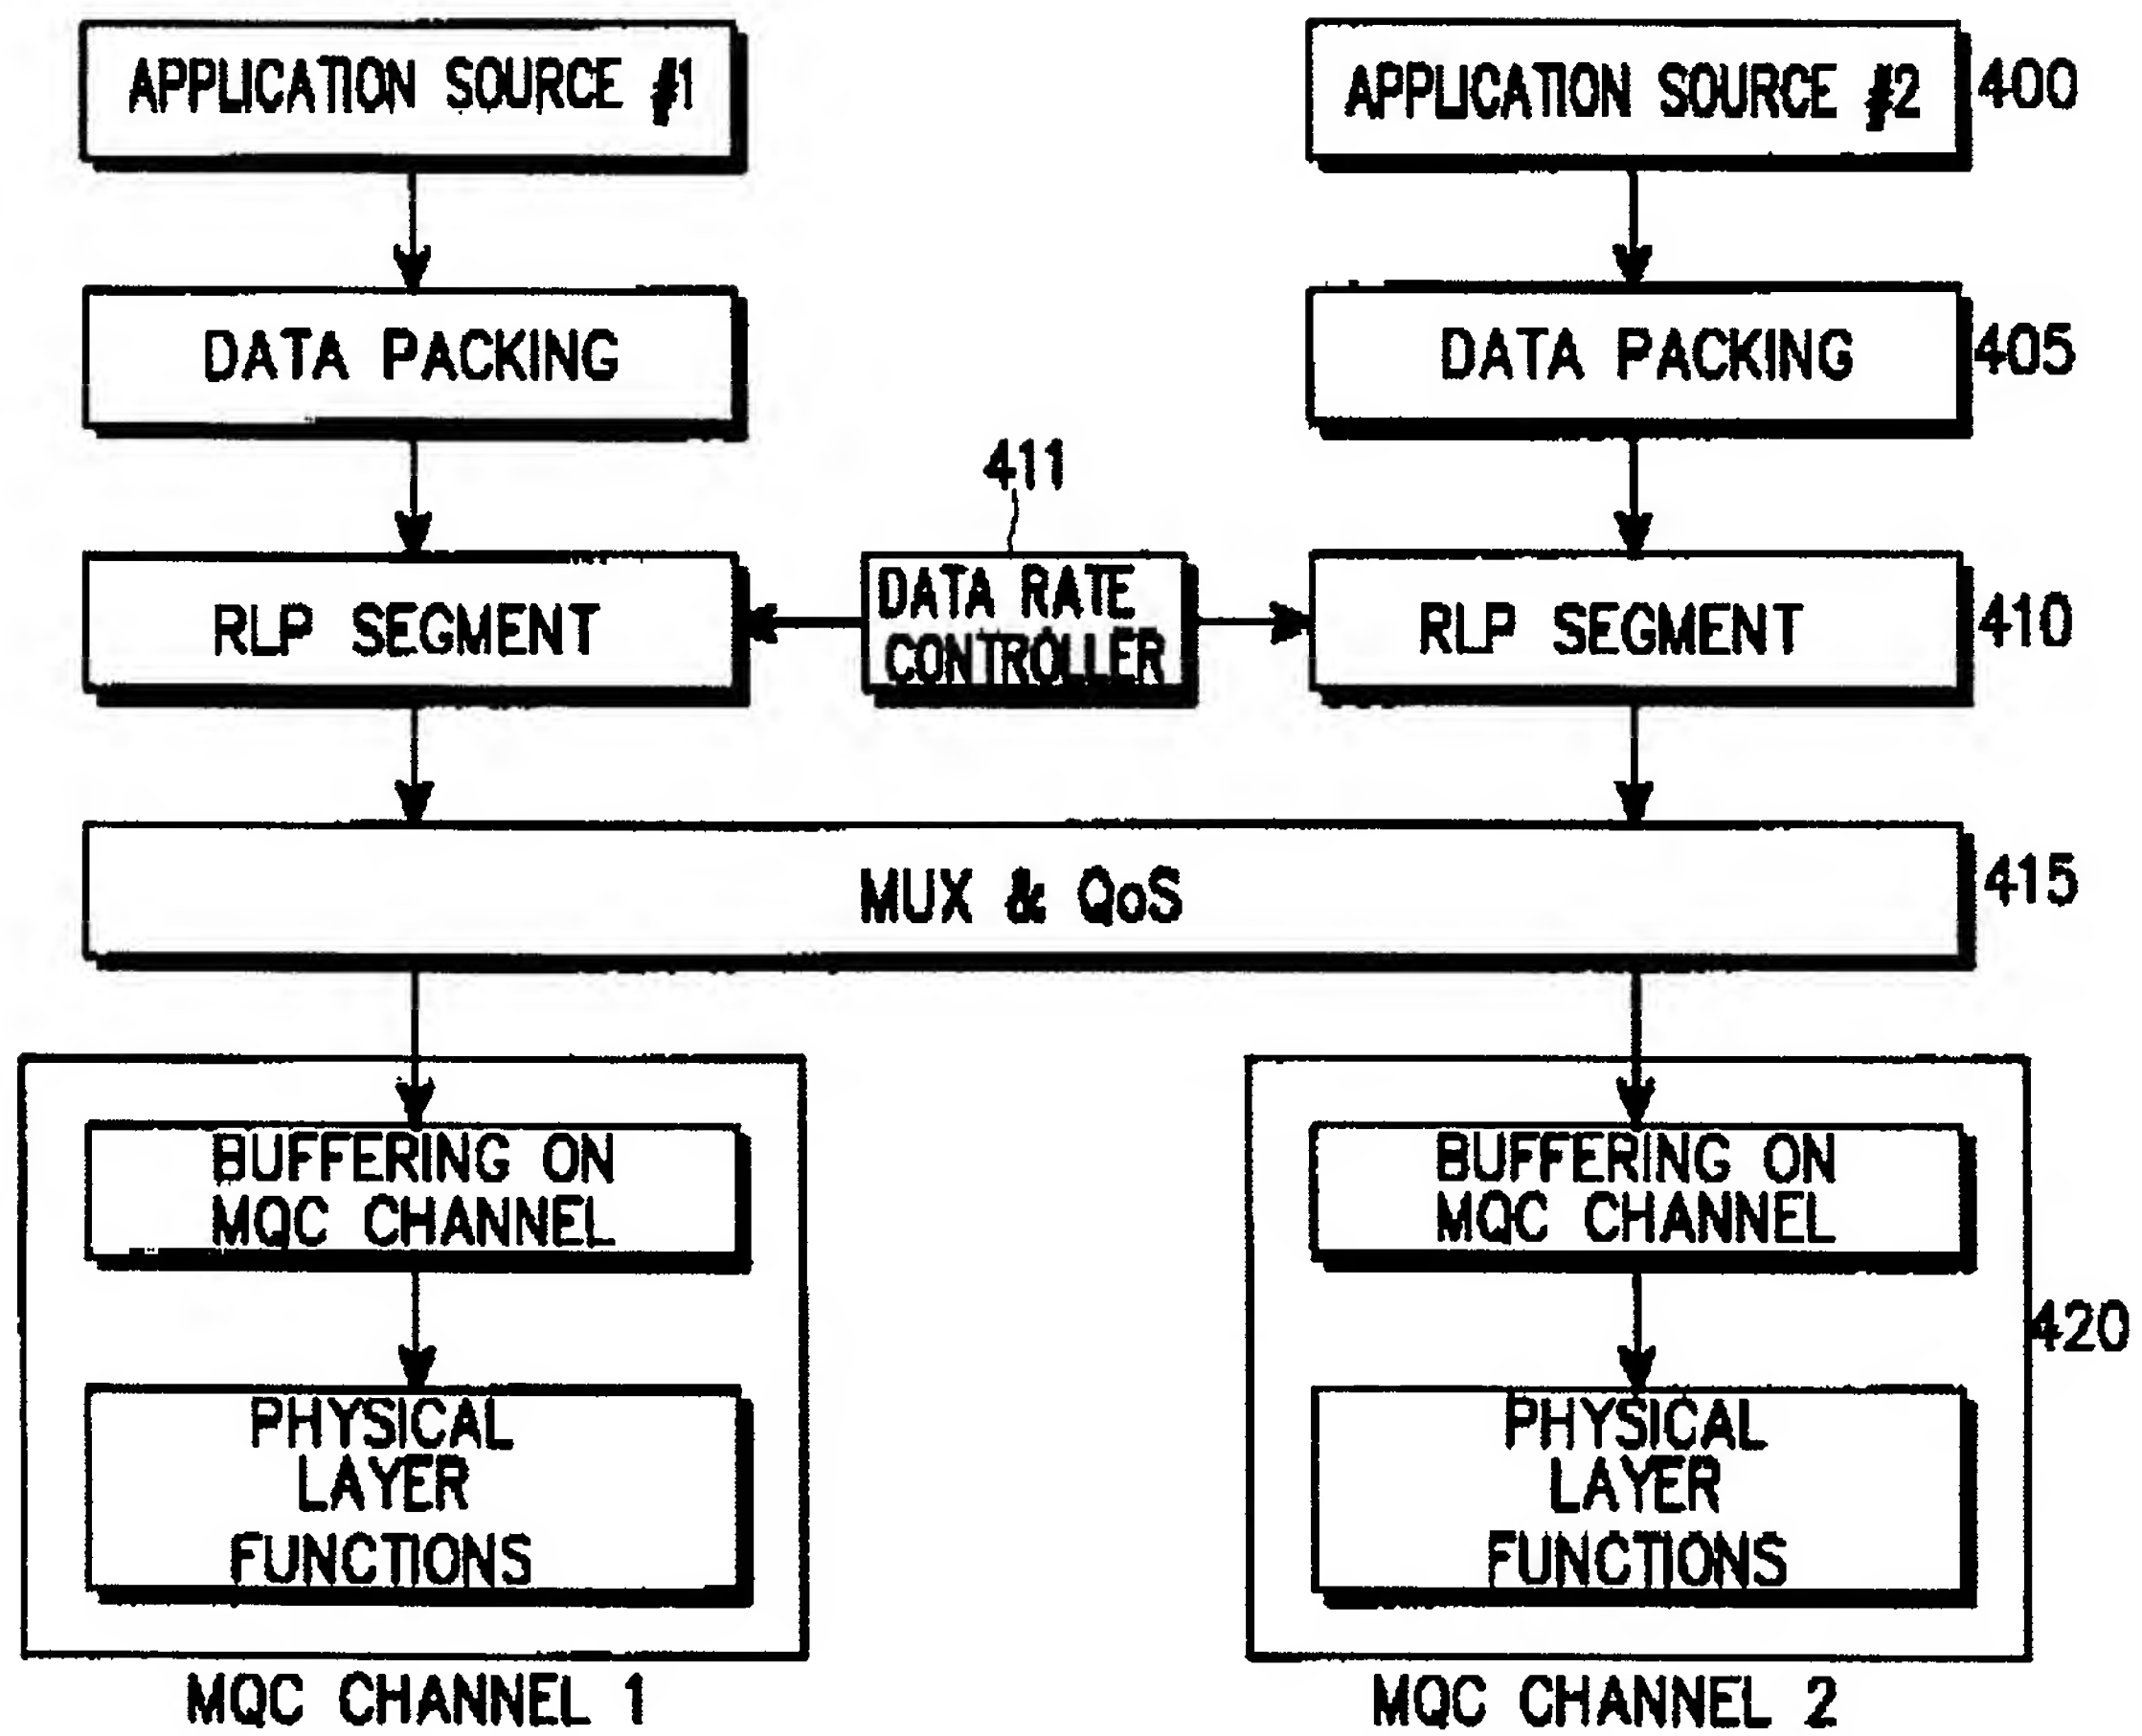 APPLICATION SOURCE #1
APPLICATION SOURCE #2
400
DATA PACKING
DATA PACKING
405
411
RLP SEGMENT
DATA RATE
CONTROLLER
RLP SEGMENT
410
MUX & QoS
415
BUFFERING ON
MQC CHANNEL
BUFFERING ON
MQC CHANNEL
420
PHYSICAL
LAYER
FUNCTIONS
PHYSICAL
LAYER
FUNCTIONS
MQC CHANNEL 1
MQC CHANNEL 2